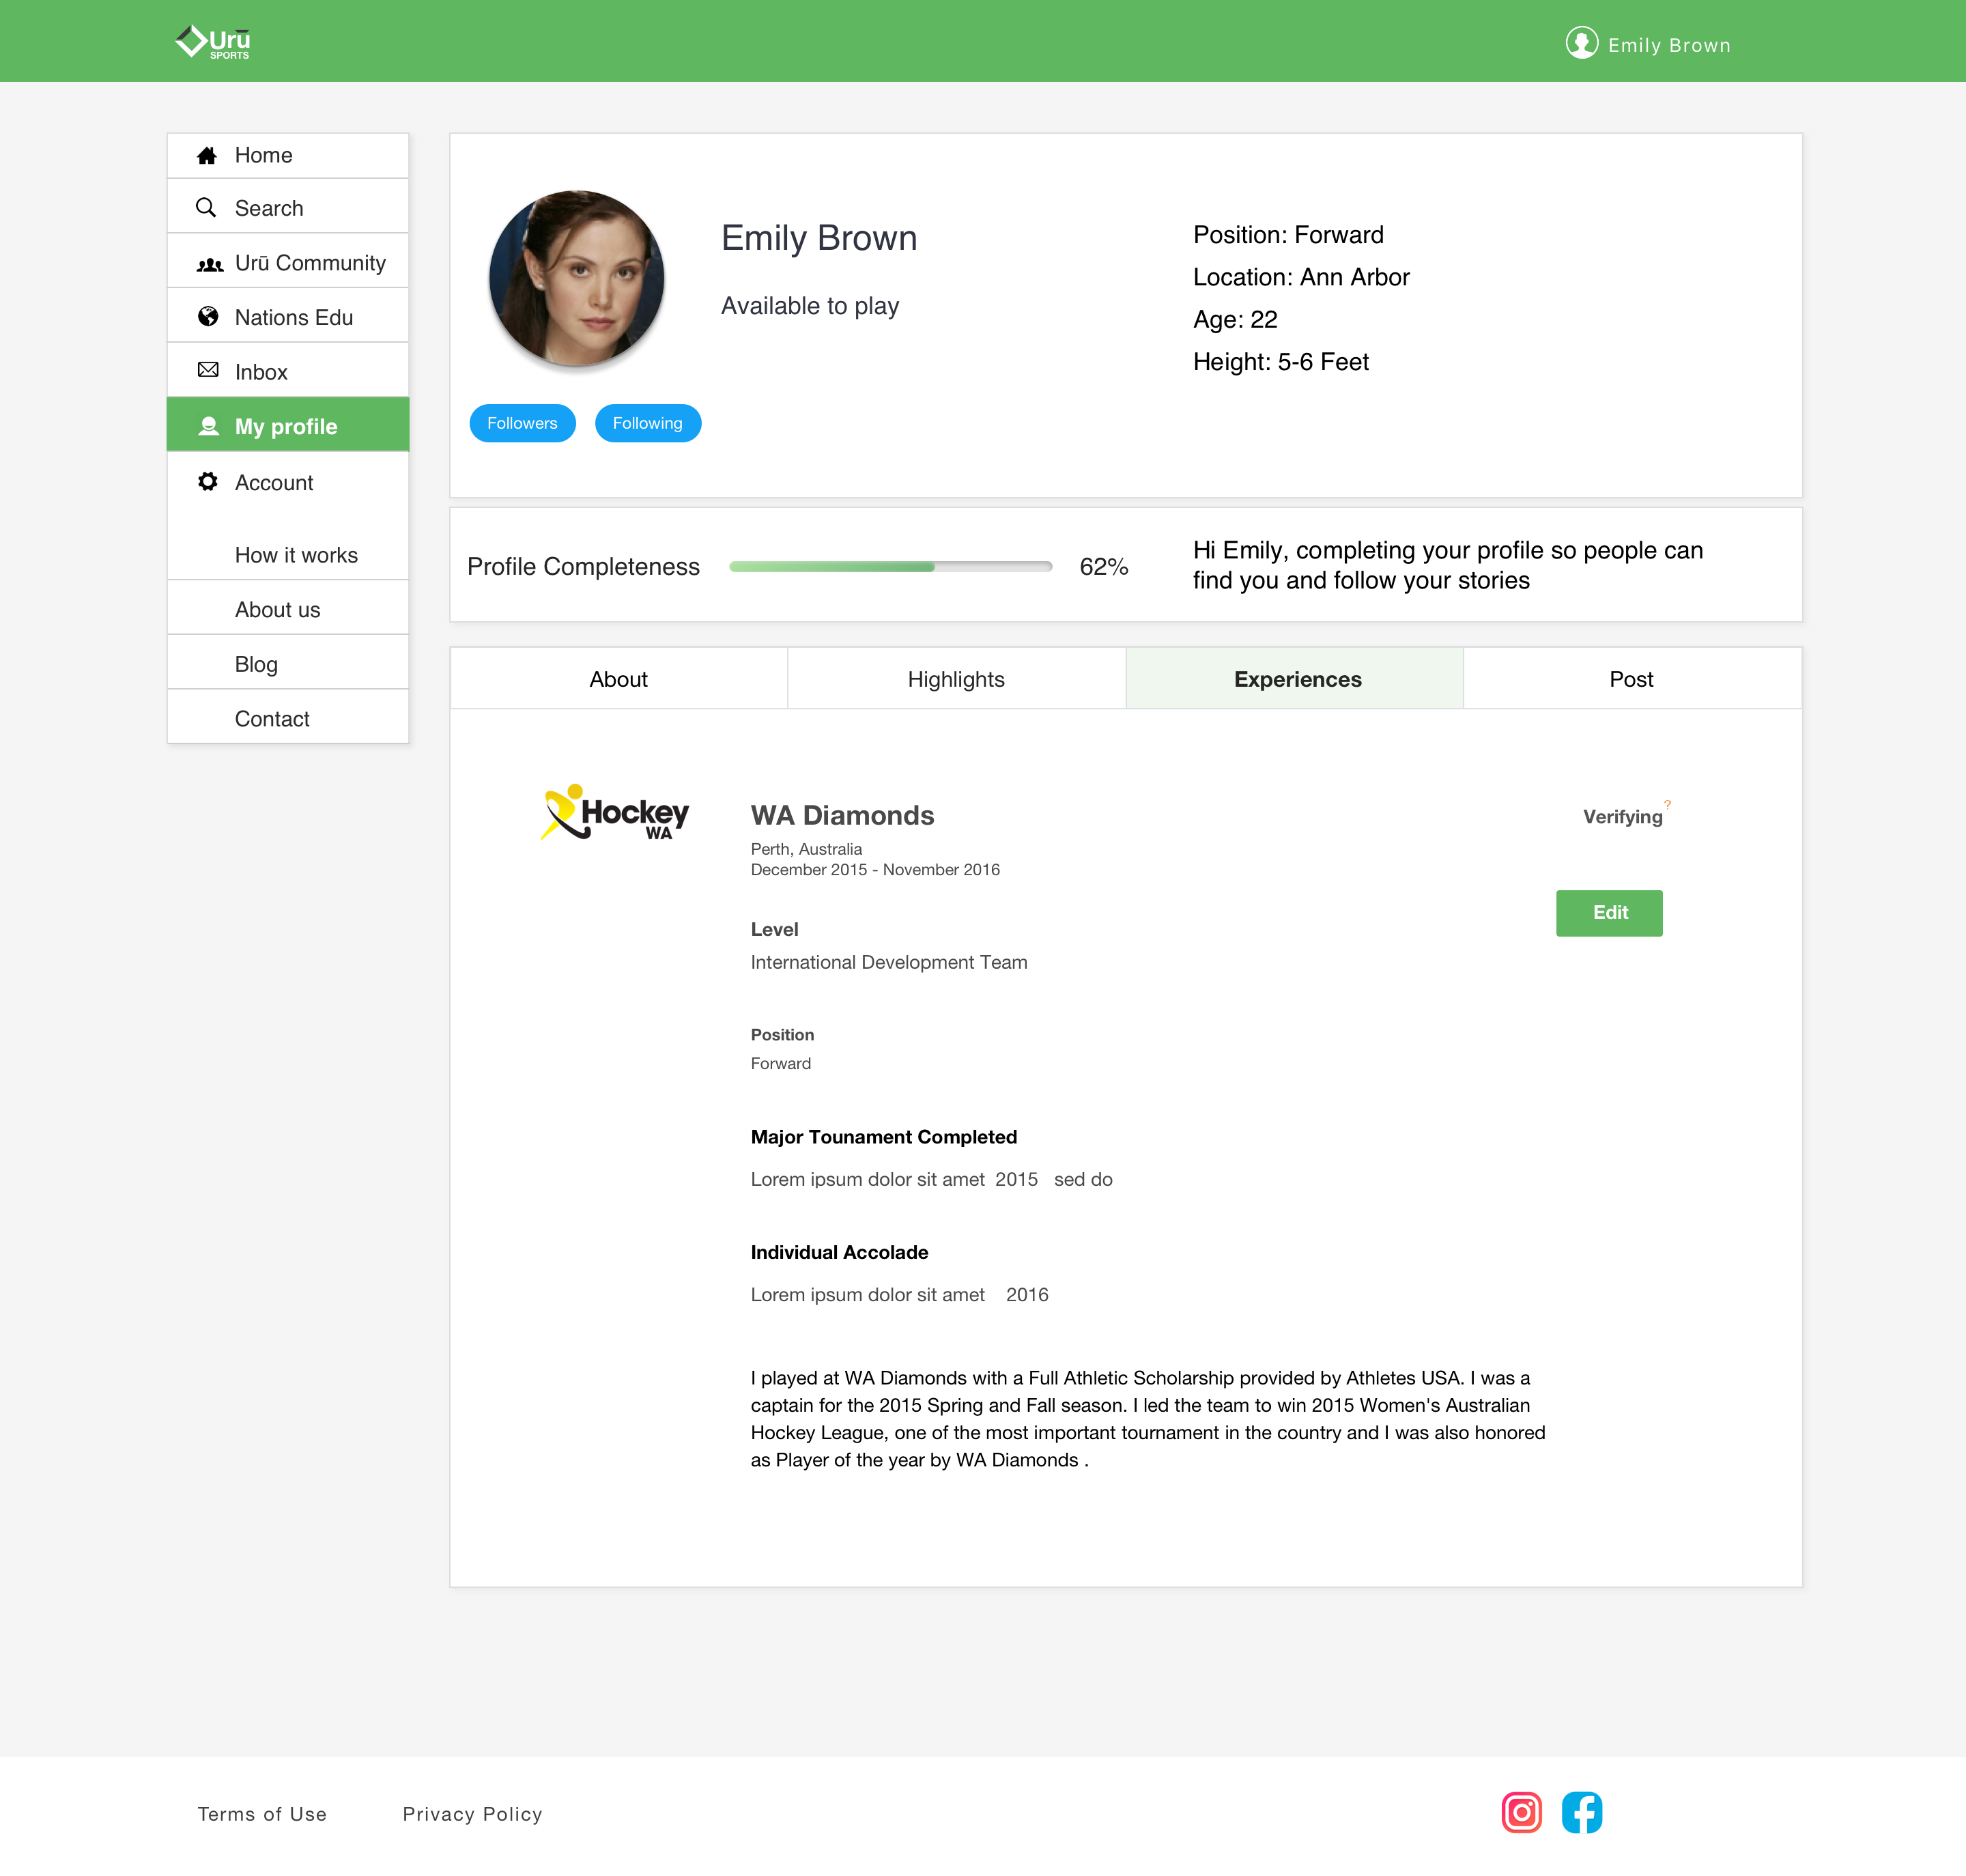 Urū
SPORTS
Emily Brown
Home
Search
Urū Community
Nations Edu
Inbox
My profile
Account
How it works
About us
Blog
Contact
Emily Brown
Available to play
Position: Forward
Location: Ann Arbor
Age: 22
Height: 5-6 Feet
Followers
Following
Profile Completeness
62%
Hi Emily, completing your profile so people can
find you and follow your stories
About
Highlights
Experiences
Post
Hockey
WA
WA Diamonds
Perth, Australia
December 2015 - November 2016
Verifying ?
Edit
Level
International Development Team
Position
Forward
Major Tounament Completed
Lorem ipsum dolor sit amet  2015   sed do
Individual Accolade
Lorem ipsum dolor sit amet    2016
I played at WA Diamonds with a Full Athletic Scholarship provided by Athletes USA. I was a
captain for the 2015 Spring and Fall season. I led the team to win 2015 Women's Australian
Hockey League, one of the most important tournament in the country and I was also honored
as Player of the year by WA Diamonds .
Terms of Use
Privacy Policy